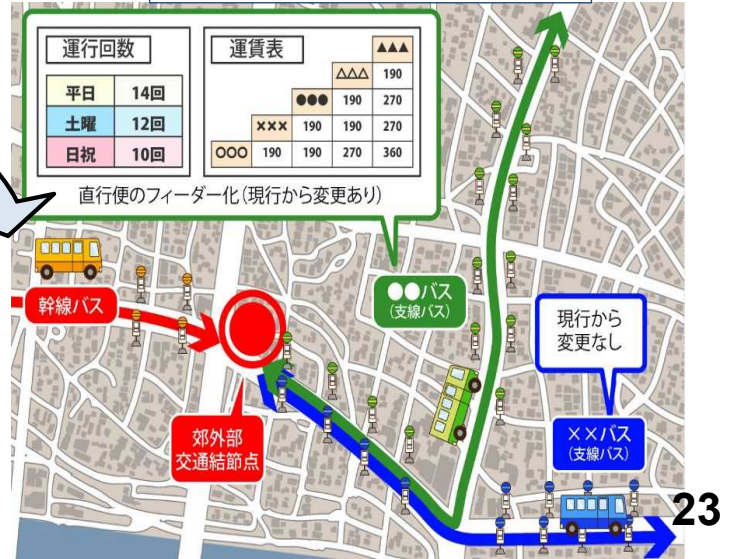 運行回数
平日 14回
土曜 12回
日祝 10回
運賃表
▲▲▲
△△△ 190
●●● 190 270
××× 190 190 270
○○○ 190 190 270 360
直行便のフィーダー化(現行から変更あり)
幹線バス
●●バス
(支線バス)
現行から
変更なし
郊外部
交通結節点
××バス
(支線バス)
23